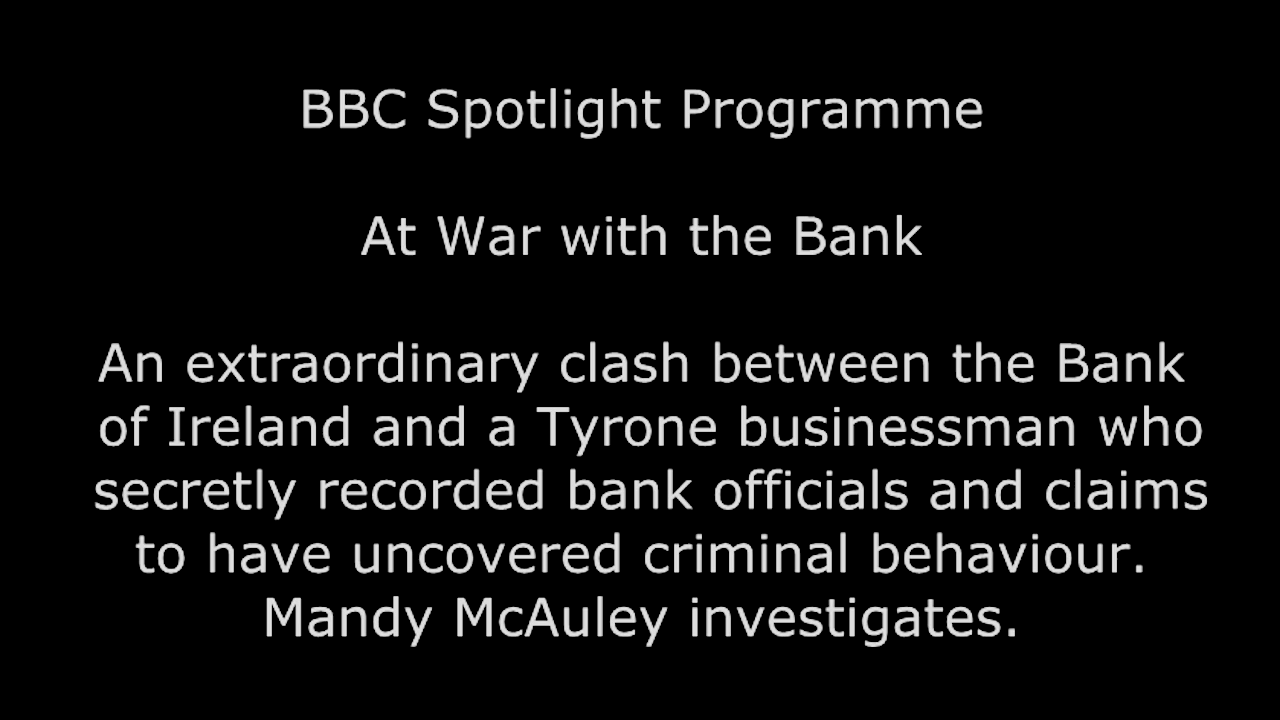 BBC Spotlight Programme
At War with the Bank
An extraordinary clash between the Bank
of Ireland and a Tyrone businessman who
secretly recorded bank officials and claims
to have uncovered criminal behaviour.
Mandy McAuley investigates.